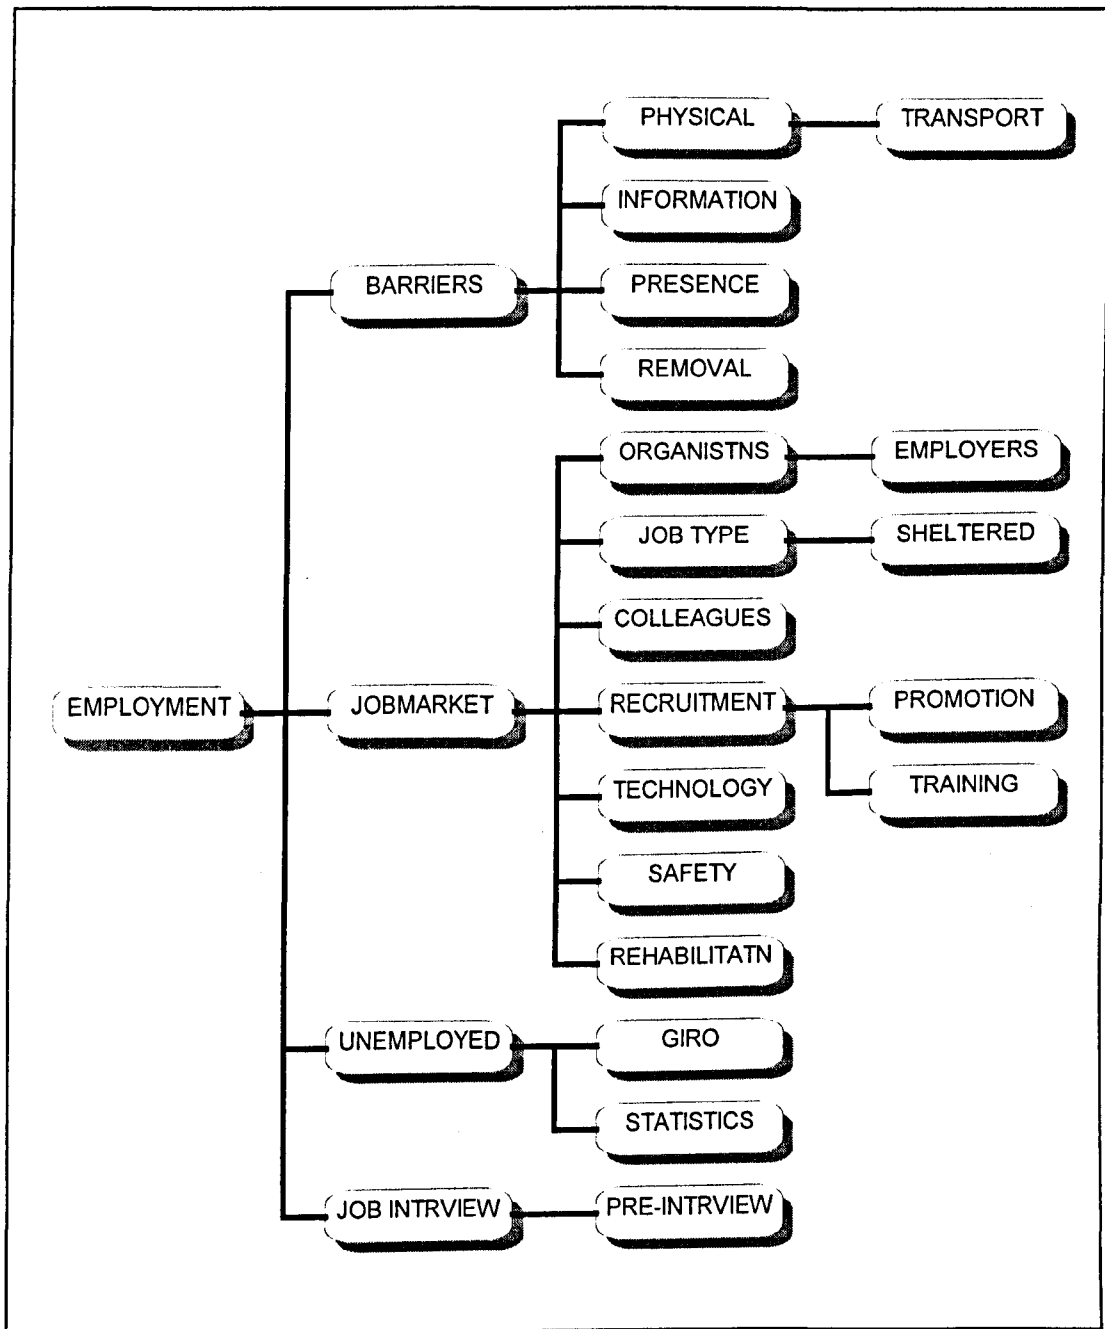 PHYSICAL
TRANSPORT
INFORMATION
BARRIERS
PRESENCE
REMOVAL
ORGANISTNS
EMPLOYERS
JOB TYPE
SHELTERED
COLLEAGUES
EMPLOYMENT
JOBMARKET
RECRUITMENT
PROMOTION
TRAINING
TECHNOLOGY
SAFETY
REHABILITATN
UNEMPLOYED
GIRO
STATISTICS
JOB INTRVIEW
PRE-INTRVIEW